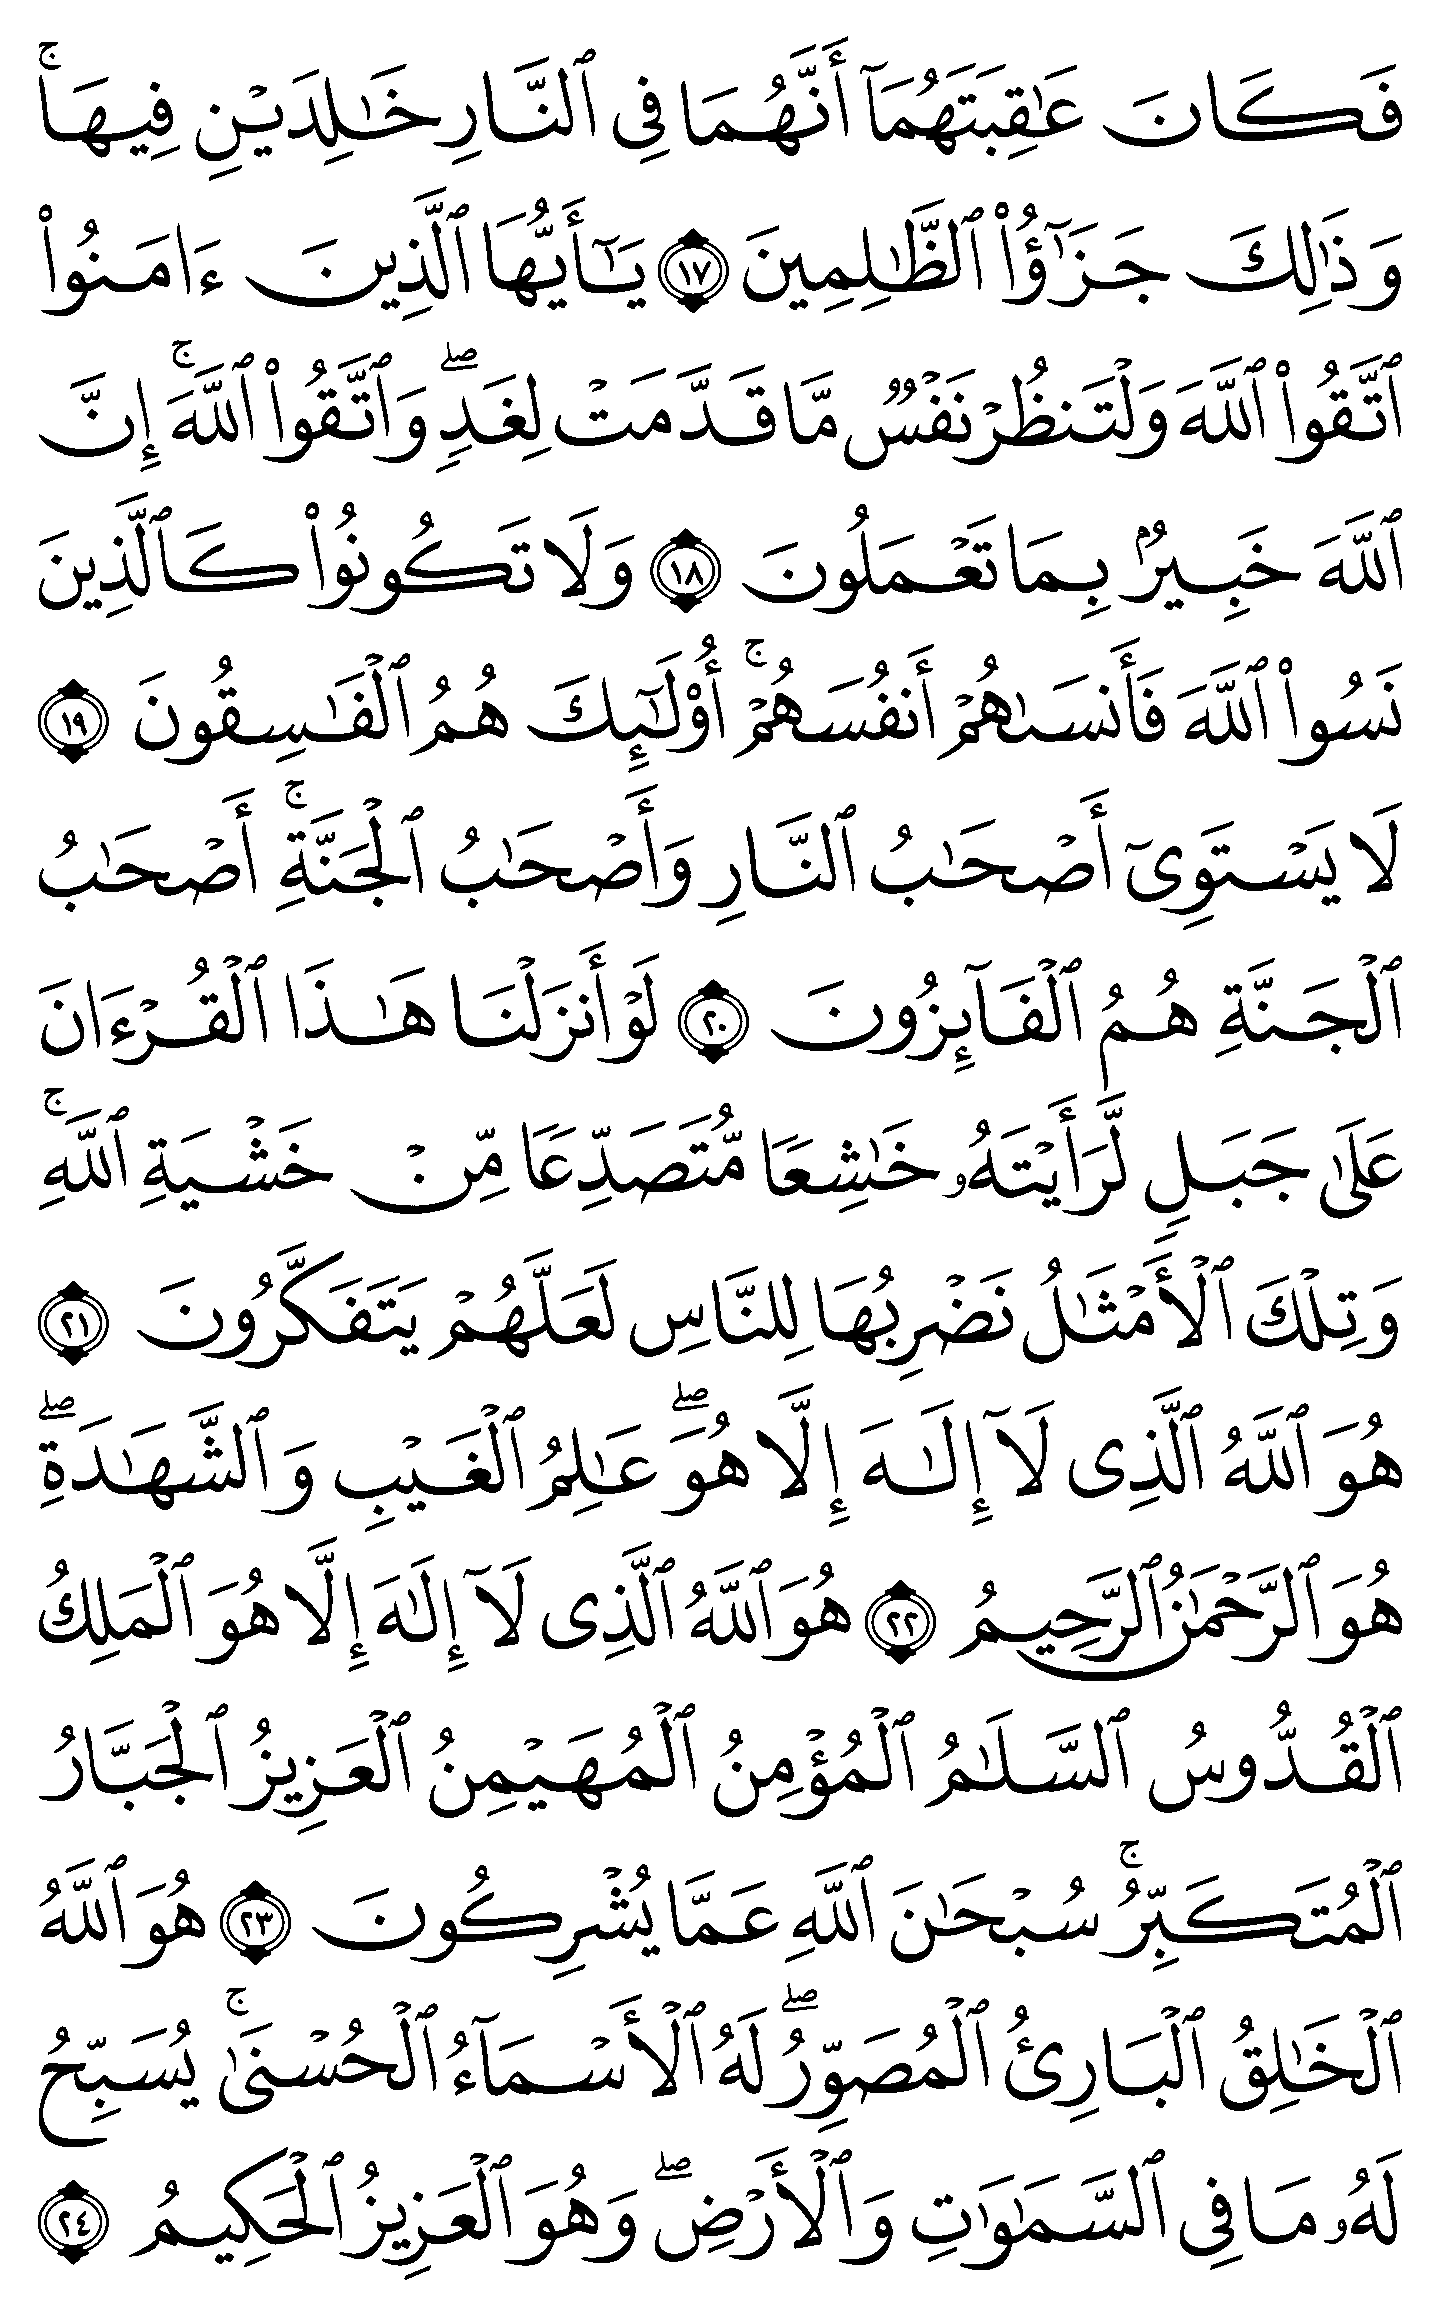 فَكَانَ عَٰقِبَتَهُمَآ أَنَّهُمَا فِى ٱلنَّارِ خَٰلِدَيْنِ فِيهَا ۚ
وَذَٰلِكَ جَزَٰٓؤُا۟ ٱلظَّٰلِمِينَ ١٧ يَٰٓأَيُّهَا ٱلَّذِينَ ءَامَنُوا۟
ٱتَّقُوا۟ ٱللَّهَ وَلْتَنظُرْ نَفْسٌ مَّا قَدَّمَتْ لِغَدٍ ۖ وَٱتَّقُوا۟ ٱللَّهَ ۚ إِنَّ
ٱللَّهَ خَبِيرٌۢ بِمَا تَعْمَلُونَ ١٨ وَلَا تَكُونُوا۟ كَٱلَّذِينَ
نَسُوا۟ ٱللَّهَ فَأَنسَىٰهُمْ أَنفُسَهُمْ ۚ أُو۟لَٰٓئِكَ هُمُ ٱلْفَٰسِقُونَ ١٩
لَا يَسْتَوِىٓ أَصْحَٰبُ ٱلنَّارِ وَأَصْحَٰبُ ٱلْجَنَّةِ ۚ أَصْحَٰبُ
ٱلْجَنَّةِ هُمُ ٱلْفَآئِزُونَ ٢٠ لَوْ أَنزَلْنَا هَٰذَا ٱلْقُرْءَانَ
عَلَىٰ جَبَلٍ لَّرَأَيْتَهُۥ خَٰشِعًا مُّتَصَدِّعًا مِّنْ خَشْيَةِ ٱللَّهِ ۚ
وَتِلْكَ ٱلْأَمْثَٰلُ نَضْرِبُهَا لِلنَّاسِ لَعَلَّهُمْ يَتَفَكَّرُونَ ٢١
هُوَ ٱللَّهُ ٱلَّذِى لَآ إِلَٰهَ إِلَّا هُوَ ۖ عَٰلِمُ ٱلْغَيْبِ وَٱلشَّهَٰدَةِ ۖ
هُوَ ٱلرَّحْمَٰنُ ٱلرَّحِيمُ ٢٢ هُوَ ٱللَّهُ ٱلَّذِى لَآ إِلَٰهَ إِلَّا هُوَ ٱلْمَلِكُ
ٱلْقُدُّوسُ ٱلسَّلَٰمُ ٱلْمُؤْمِنُ ٱلْمُهَيْمِنُ ٱلْعَزِيزُ ٱلْجَبَّارُ
ٱلْمُتَكَبِّرُ ۚ سُبْحَٰنَ ٱللَّهِ عَمَّا يُشْرِكُونَ ٢٣ هُوَ ٱللَّهُ
ٱلْخَٰلِقُ ٱلْبَارِئُ ٱلْمُصَوِّرُ ۖ لَهُ ٱلْأَسْمَآءُ ٱلْحُسْنَىٰ ۚ يُسَبِّحُ
لَهُۥ مَا فِى ٱلسَّمَٰوَٰتِ وَٱلْأَرْضِ ۖ وَهُوَ ٱلْعَزِيزُ ٱلْحَكِيمُ ٢٤